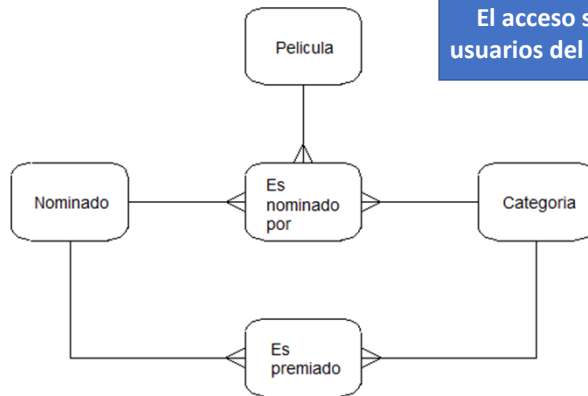 El acceso s
usuarios del
Pelicula
Nominado
Es
nominado
por
Categoria
Es
premiado